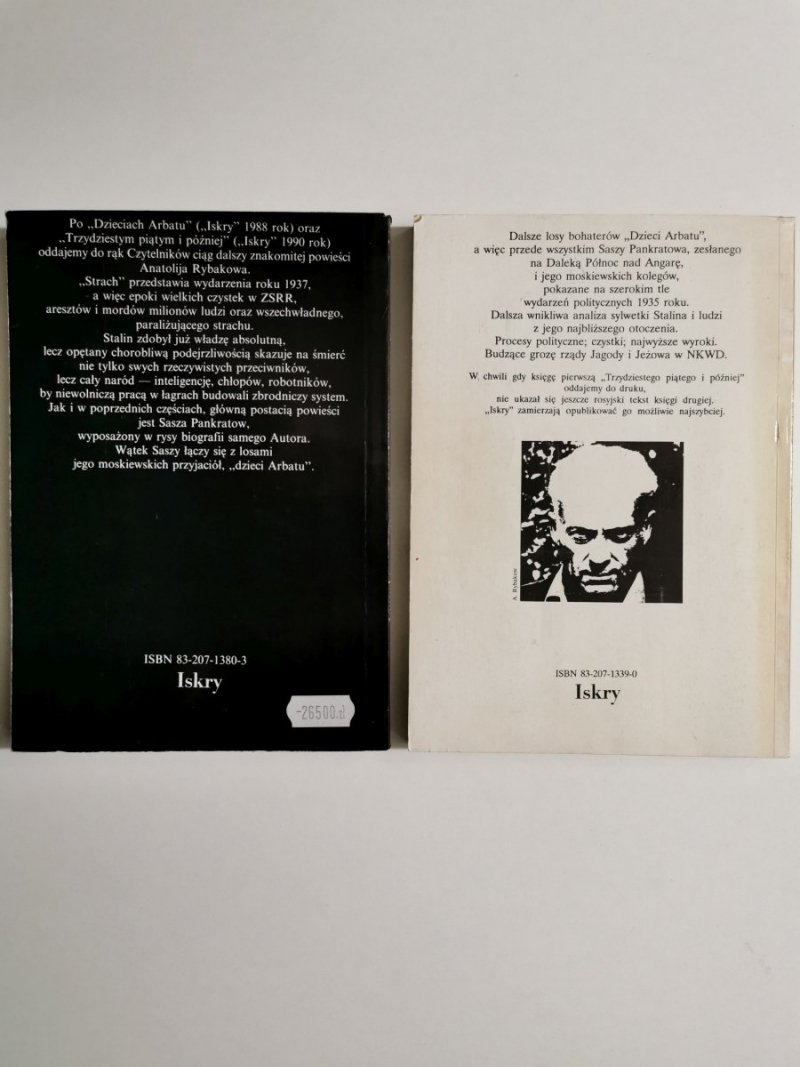 Po „Dzieciach Arbatu” („Iskry” 1988 rok) oraz
„Trzydziestym piątym i później” („Iskry” 1990 rok)
oddajemy do rąk Czytelników ciąg dalszy znakomitej powieści
Anatolija Rybakowa.
„Strach” przedstawia wydarzenia roku 1937,
a więc epoki wielkich czystek w ZSRR,
aresztów i mordów milionów ludzi oraz wszechwładnego,
paraliżującego strachu.
Stalin zdobył już władzę absolutną,
lecz opętany chorobliwą podejrzliwością skazuje na śmierć
nie tylko swych rzeczywistych przeciwników,
lecz cały naród — inteligencję, chłopów, robotników,
by niewolniczą pracą w łagrach budowali zbrodniczy system.
Jak i w poprzednich częściach, główną postacią powieści
jest Sasza Pankratow,
wyposażony w rysy biografii samego Autora.
Wątek Saszy łączy się z losami
jego moskiewskich przyjaciół, „dzieci Arbatu”.
ISBN 83-207-1380-3
Iskry
-26500.zł
Dalsze losy bohaterów „Dzieci Arbatu”,
a więc przede wszystkim Saszy Pankratowa, zesłanego
na Daleką Północ nad Angarę,
i jego moskiewskich kolegów,
pokazane na szerokim tle
wydarzeń politycznych 1935 roku.
Dalsza wnikliwa analiza sylwetki Stalina i ludzi
z jego najbliższego otoczenia.
Procesy polityczne; czystki; najwyższe wyroki.
Budzące grozę rządy Jagody i Jeżowa w NKWD.
W chwili gdy księgę pierwszą „Trzydziestego piątego i później”
oddajemy do druku,
nie ukazał się jeszcze rosyjski tekst księgi drugiej.
„Iskry” zamierzają opublikować go możliwie najszybciej.
A. Rybakow
ISBN 83-207-1339-0
Iskry